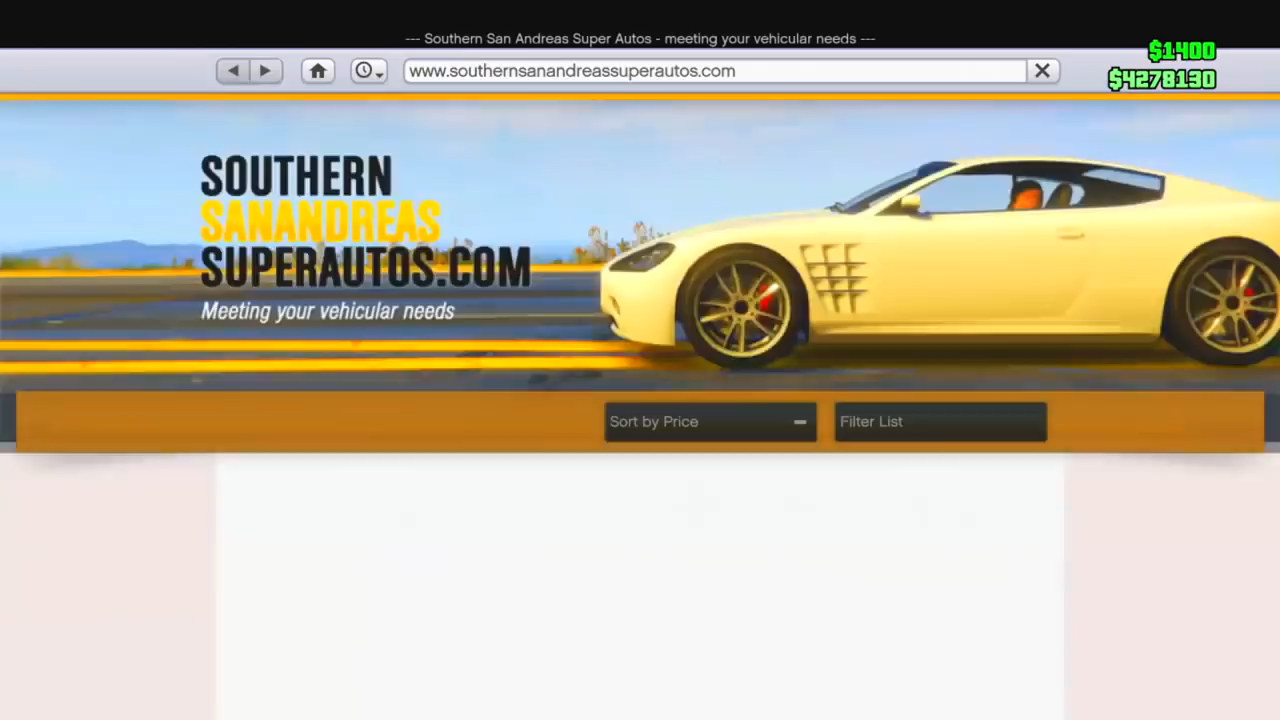 --- Southern San Andreas Super Autos - meeting your vehicular needs ---
$1400
www.southernsanandreassuperautos.com
$4278130
SOUTHERN
SANANDREAS
SUPERAUTOS.COM
Meeting your vehicular needs
Sort by Price
Filter List